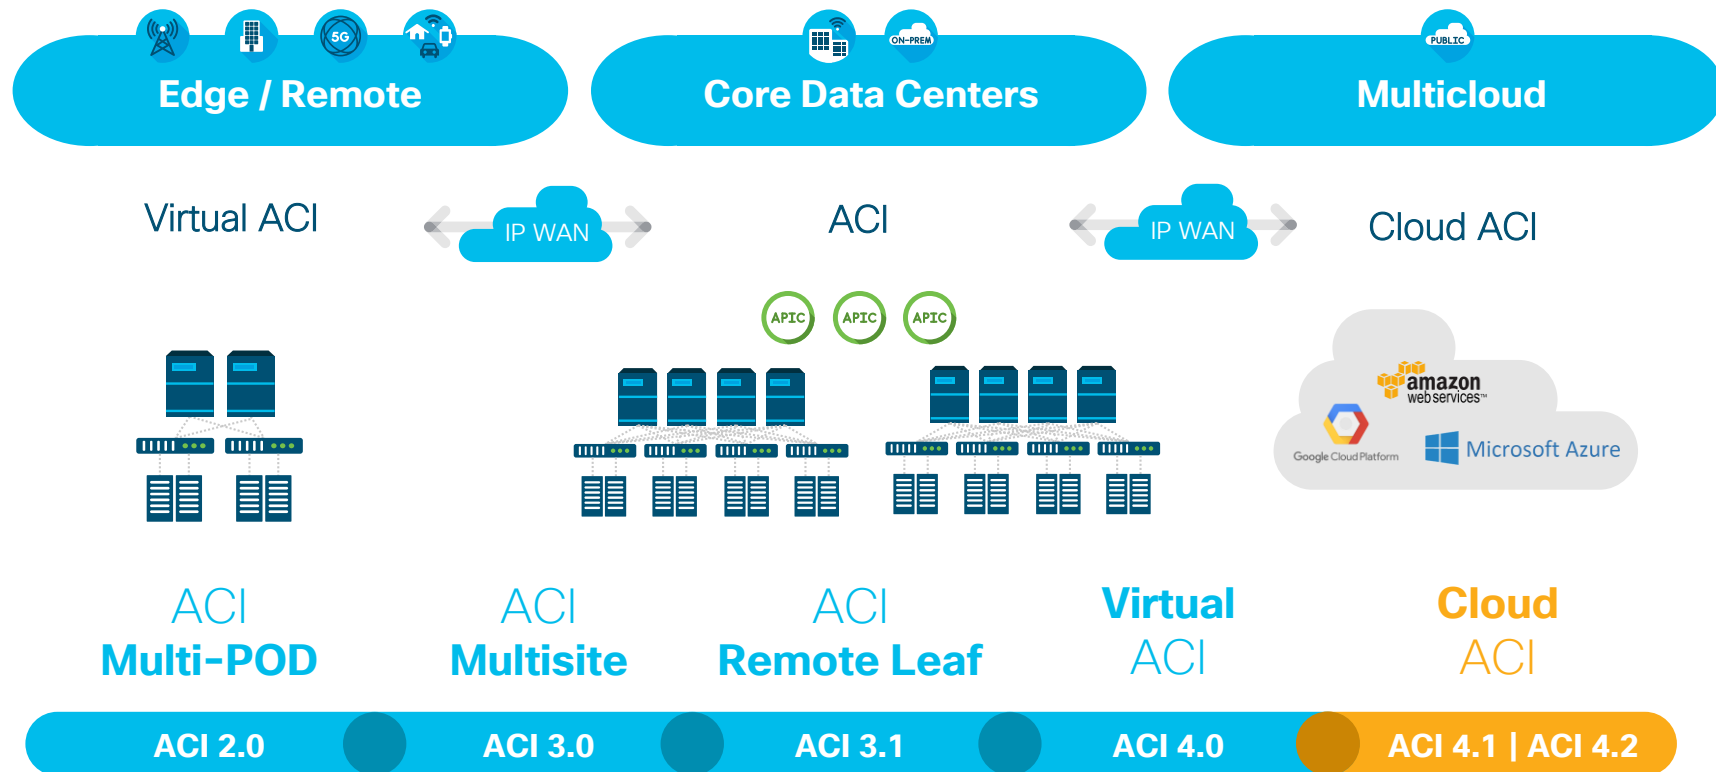 5G
ON-PREM
PUBLIC
Edge / Remote
Core Data Centers
Multicloud
Virtual ACI
IP WAN
ACI
IP WAN
Cloud ACI
APIC
APIC
APIC
amazon
web services™
Google Cloud Platform
Microsoft Azure
ACI
Multi-POD
ACI
Multisite
ACI
Remote Leaf
Virtual
ACI
Cloud
ACI
ACI 2.0
ACI 3.0
ACI 3.1
ACI 4.0
ACI 4.1 | ACI 4.2